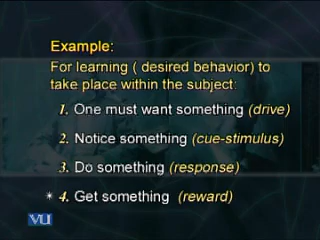 Example:
For learning ( desired behavior) to
take place within the subject:
1. One must want something (drive)
2. Notice something (cue-stimulus)
3. Do something (response)
✴ 4. Get something (reward)
VU